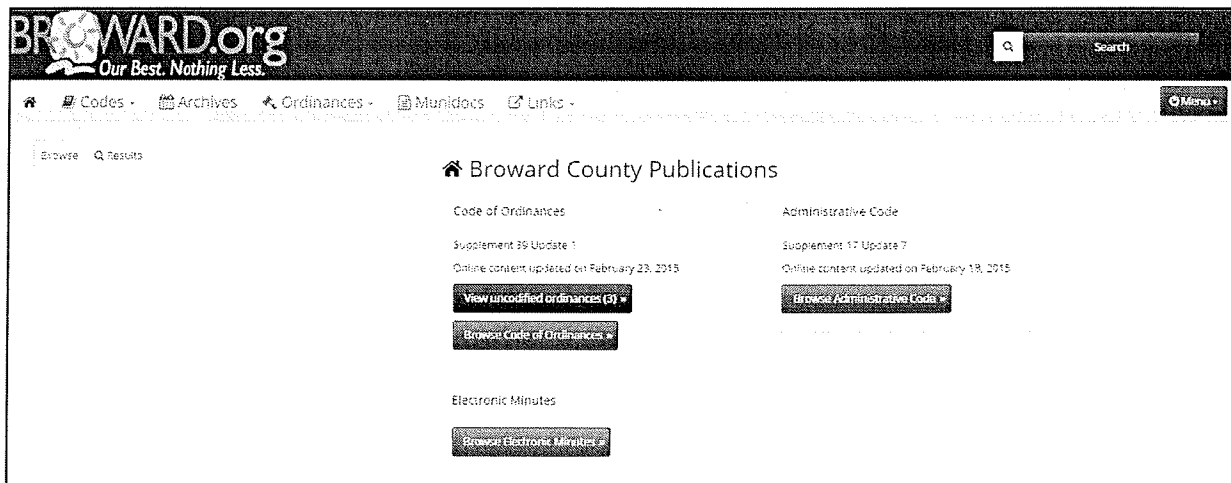 BROWARD.org
Our Best. Nothing Less.
Search
Codes Archives Ordinances Munidocs Links
Menu
Browse Results
Broward County Publications
Code of Ordinances
Administrative Code
Supplement 39 Update 1
Supplement 17 Update 7
Online content updated on February 23, 2015
Online content updated on February 18, 2015
View uncodified ordinances (3) »
Browse Administrative Code »
Browse Code of Ordinances »
Electronic Minutes
Browse Electronic Minutes »